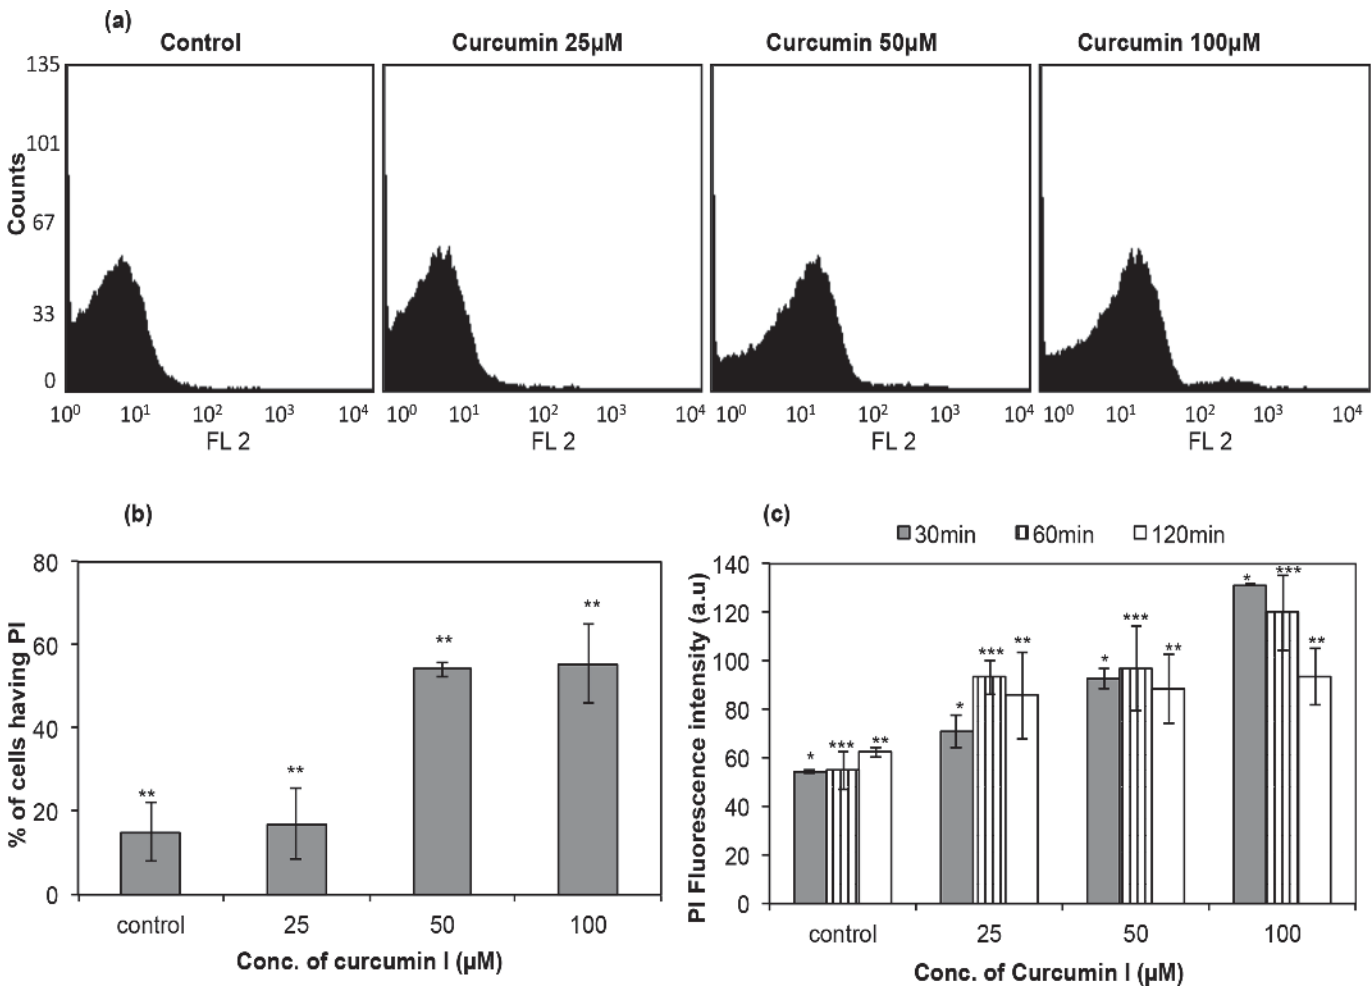 (a)
Control
Curcumin 25µM
Curcumin 50µM
Curcumin 100µM
Counts
135
101
67
33
0
10⁰ 10¹ 10² 10³ 10⁴
10⁰ 10¹ 10² 10³ 10⁴
10⁰ 10¹ 10² 10³ 10⁴
10⁰ 10¹ 10² 10³ 10⁴
FL 2
FL 2
FL 2
FL 2
(b)
% of cells having PI
80
60
40
20
0
**
**
**
**
control 25 50 100
Conc. of curcumin I (µM)
(c)
30min 60min 120min
PI Fluorescence intensity (a.u)
140
120
100
80
60
40
20
0
* *** **
* *** **
* *** **
* *** **
control 25 50 100
Conc. of Curcumin I (µM)